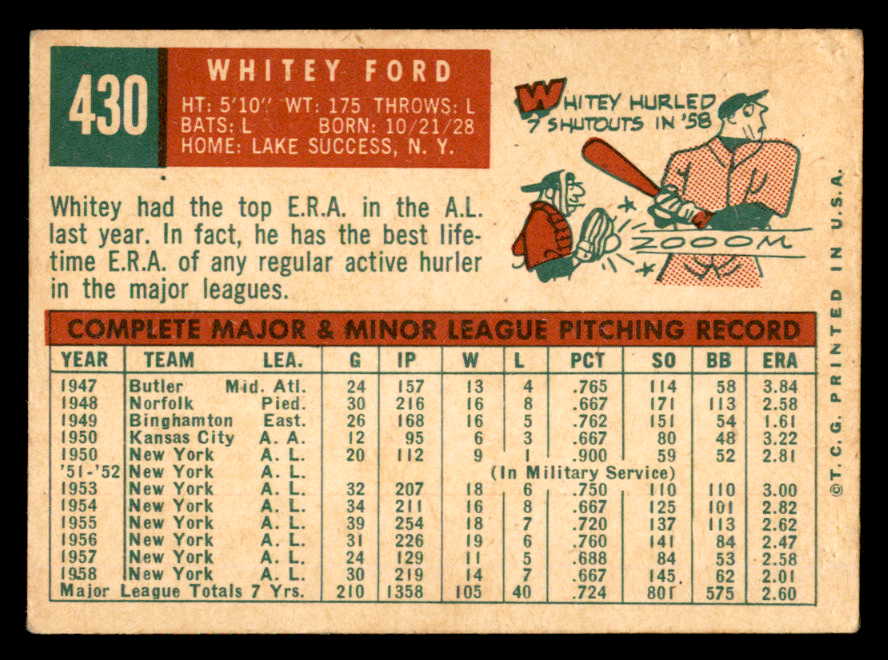 430
WHITEY FORD
HT: 5'10" WT: 175 THROWS: L
BATS: L BORN: 10/21/28
HOME: LAKE SUCCESS, N. Y.
WHITEY HURLED
7 SHUTOUTS IN '58
ZOOOM
Whitey had the top E.R.A. in the A.L.
last year. In fact, he has the best life-
time E.R.A. of any regular active hurler
in the major leagues.
COMPLETE MAJOR & MINOR LEAGUE PITCHING RECORD
YEAR TEAM LEA. G IP W L PCT SO BB ERA
1947 Butler Mid. Atl. 24 157 13 4 .765 114 58 3.84
1948 Norfolk Pied. 30 216 16 8 .667 171 113 2.58
1949 Binghamton East. 26 168 16 5 .762 151 54 1.61
1950 Kansas City A. A. 12 95 6 3 .667 80 48 3.22
1950 New York A. L. 20 112 9 1 .900 59 52 2.81
'51-'52 New York A. L. (In Military Service)
1953 New York A. L. 32 207 18 6 .750 110 110 3.00
1954 New York A. L. 34 211 16 8 .667 125 101 2.82
1955 New York A. L. 39 254 18 7 .720 137 113 2.62
1956 New York A. L. 31 226 19 6 .760 141 84 2.47
1957 New York A. L. 24 129 11 5 .688 84 53 2.58
1958 New York A. L. 30 219 14 7 .667 145 62 2.01
Major League Totals 7 Yrs. 210 1358 105 40 .724 801 575 2.60
©T. C. G. PRINTED IN U.S.A.